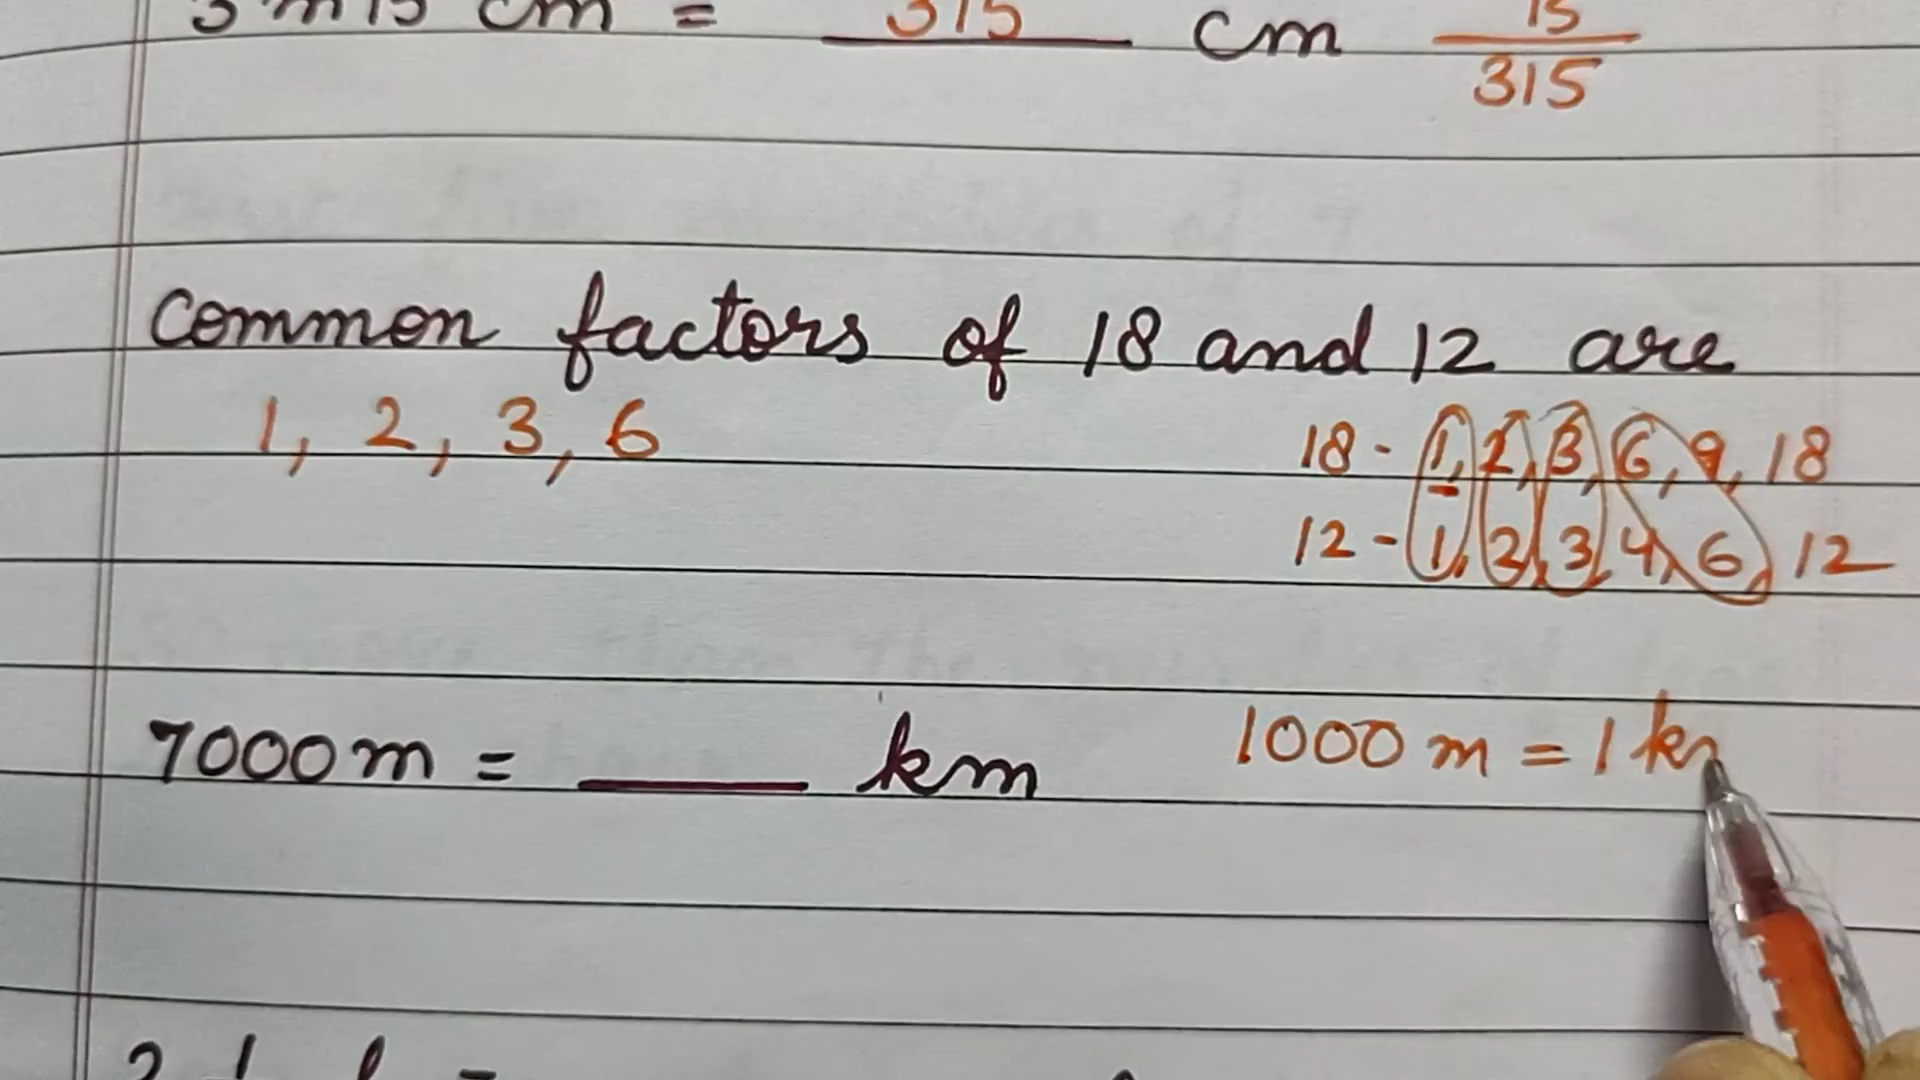 3 m 15 cm = 315 cm
15
315
Common factors of 18 and 12 are
1, 2, 3, 6
18 - 1, 2, 3, 6, 9, 18
12 - 1, 2, 3, 4, 6, 12
7000 m = ____ km
1000 m = 1 km